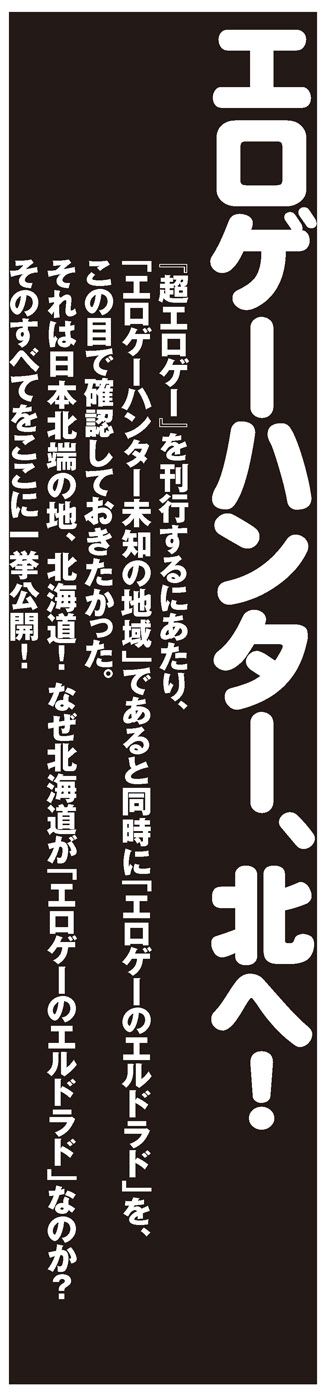 エロゲーハンター、北へ！
『超エロゲー』を刊行するにあたり、
「エロゲーハンター未知の地域」であると同時に「エロゲーのエルドラド」を、
この目で確認しておきたかった。
それは日本北端の地、北海道！ なぜ北海道が「エロゲーのエルドラド」なのか？
そのすべてをここに一挙公開！